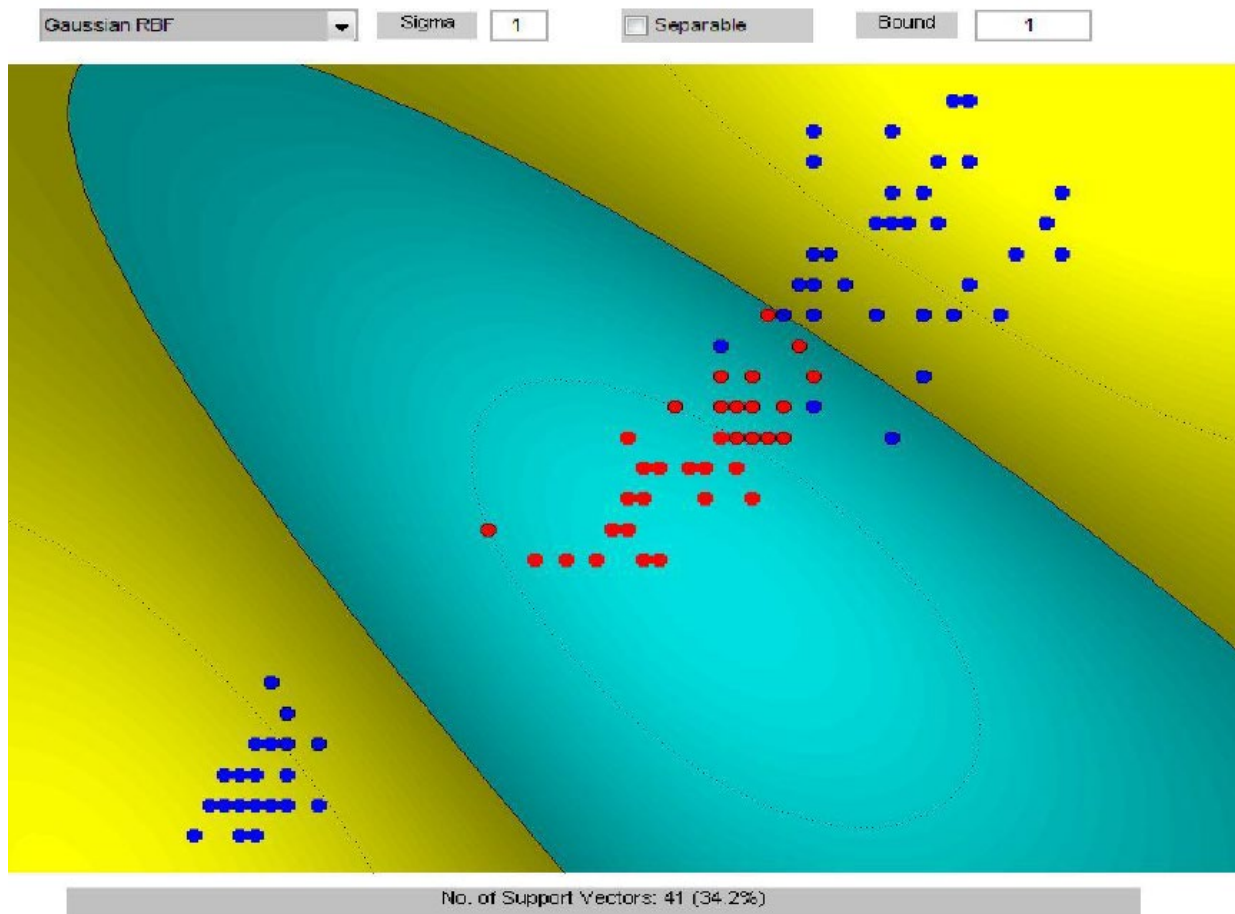 Gaussian RBF Sigma 1 Separable Bound 1
No. of Support Vectors: 41 (34.2%)